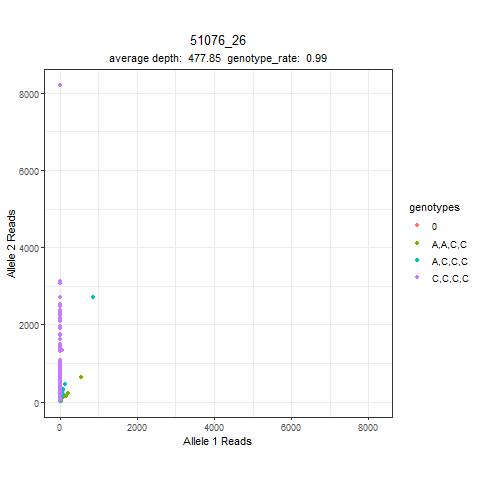 51076_26
average depth:  477.85  genotype_rate:  0.99
8000
6000
4000
2000
0
Allele 2 Reads
0
2000
4000
6000
8000
Allele 1 Reads
genotypes
0
A,A,C,C
A,C,C,C
C,C,C,C